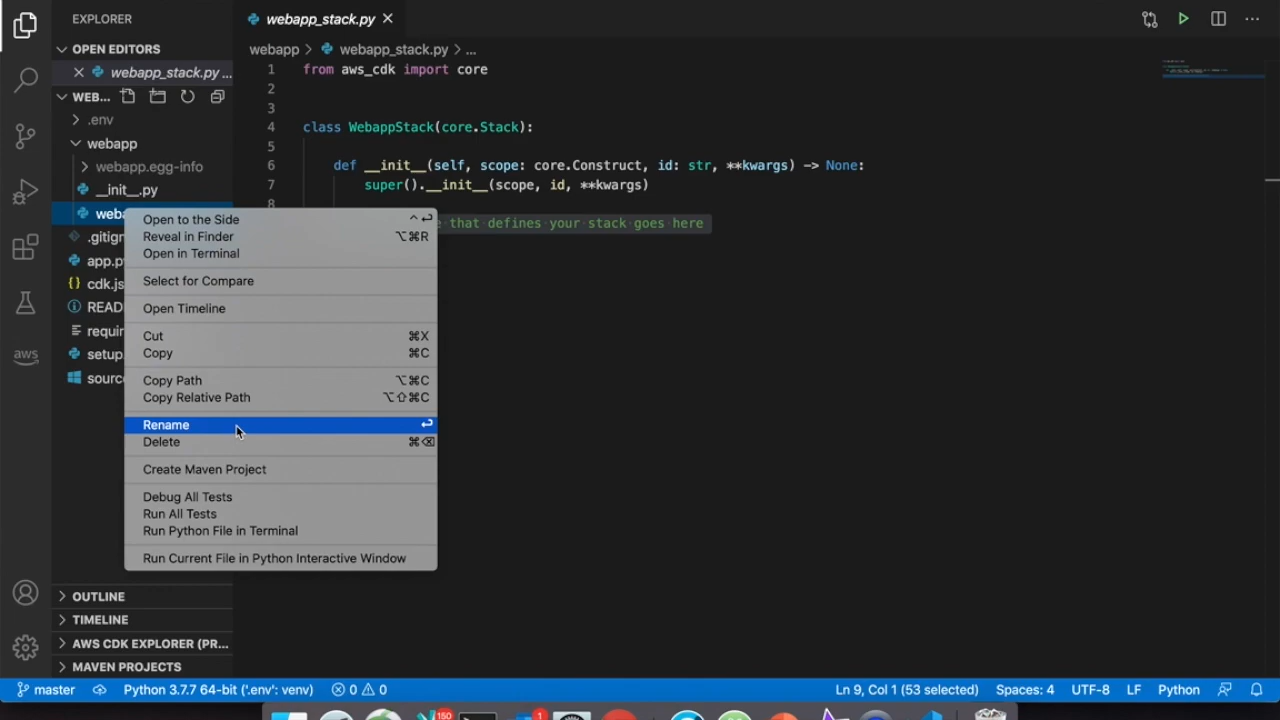 EXPLORER
webapp_stack.py
OPEN EDITORS
webapp_stack.py ...
WEB...
.env
webapp
webapp.egg-info
__init__.py
weba
.gitign
app.p
cdk.js
READ
requir
setup.
sourc
OUTLINE
TIMELINE
AWS CDK EXPLORER (PR...
MAVEN PROJECTS
aws
webapp > webapp_stack.py > ...
1 from aws_cdk import core
2
3
4 class WebappStack(core.Stack):
5
6 def __init__(self, scope: core.Construct, id: str, **kwargs) -> None:
7 super().__init__(scope, id, **kwargs)
8
that defines your stack goes here
Open to the Side ⌃↩
Reveal in Finder ⌥⌘R
Open in Terminal
Select for Compare
Open Timeline
Cut ⌘X
Copy ⌘C
Copy Path ⌥⌘C
Copy Relative Path ⌥⇧⌘C
Rename ↩
Delete ⌘⌫
Create Maven Project
Debug All Tests
Run All Tests
Run Python File in Terminal
Run Current File in Python Interactive Window
master Python 3.7.7 64-bit ('.env': venv) 0 0 Ln 9, Col 1 (53 selected) Spaces: 4 UTF-8 LF Python
150 1